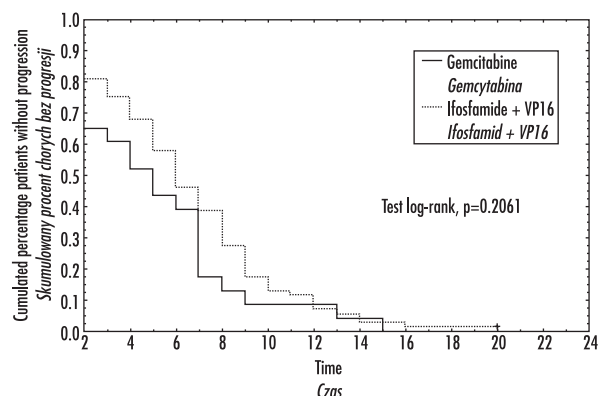 Cumulated percentage patients without progression
Skumulowany procent chorych bez progresji
1.0
0.9
0.8
0.7
0.6
0.5
0.4
0.3
0.2
0.1
0.0
Gemcitabine
Gemcytabina
Ifosfamide + VP16
Ifosfamid + VP16
Test log-rank, p=0.2061
2 4 6 8 10 12 14 16 18 20 22 24
Time
Czas